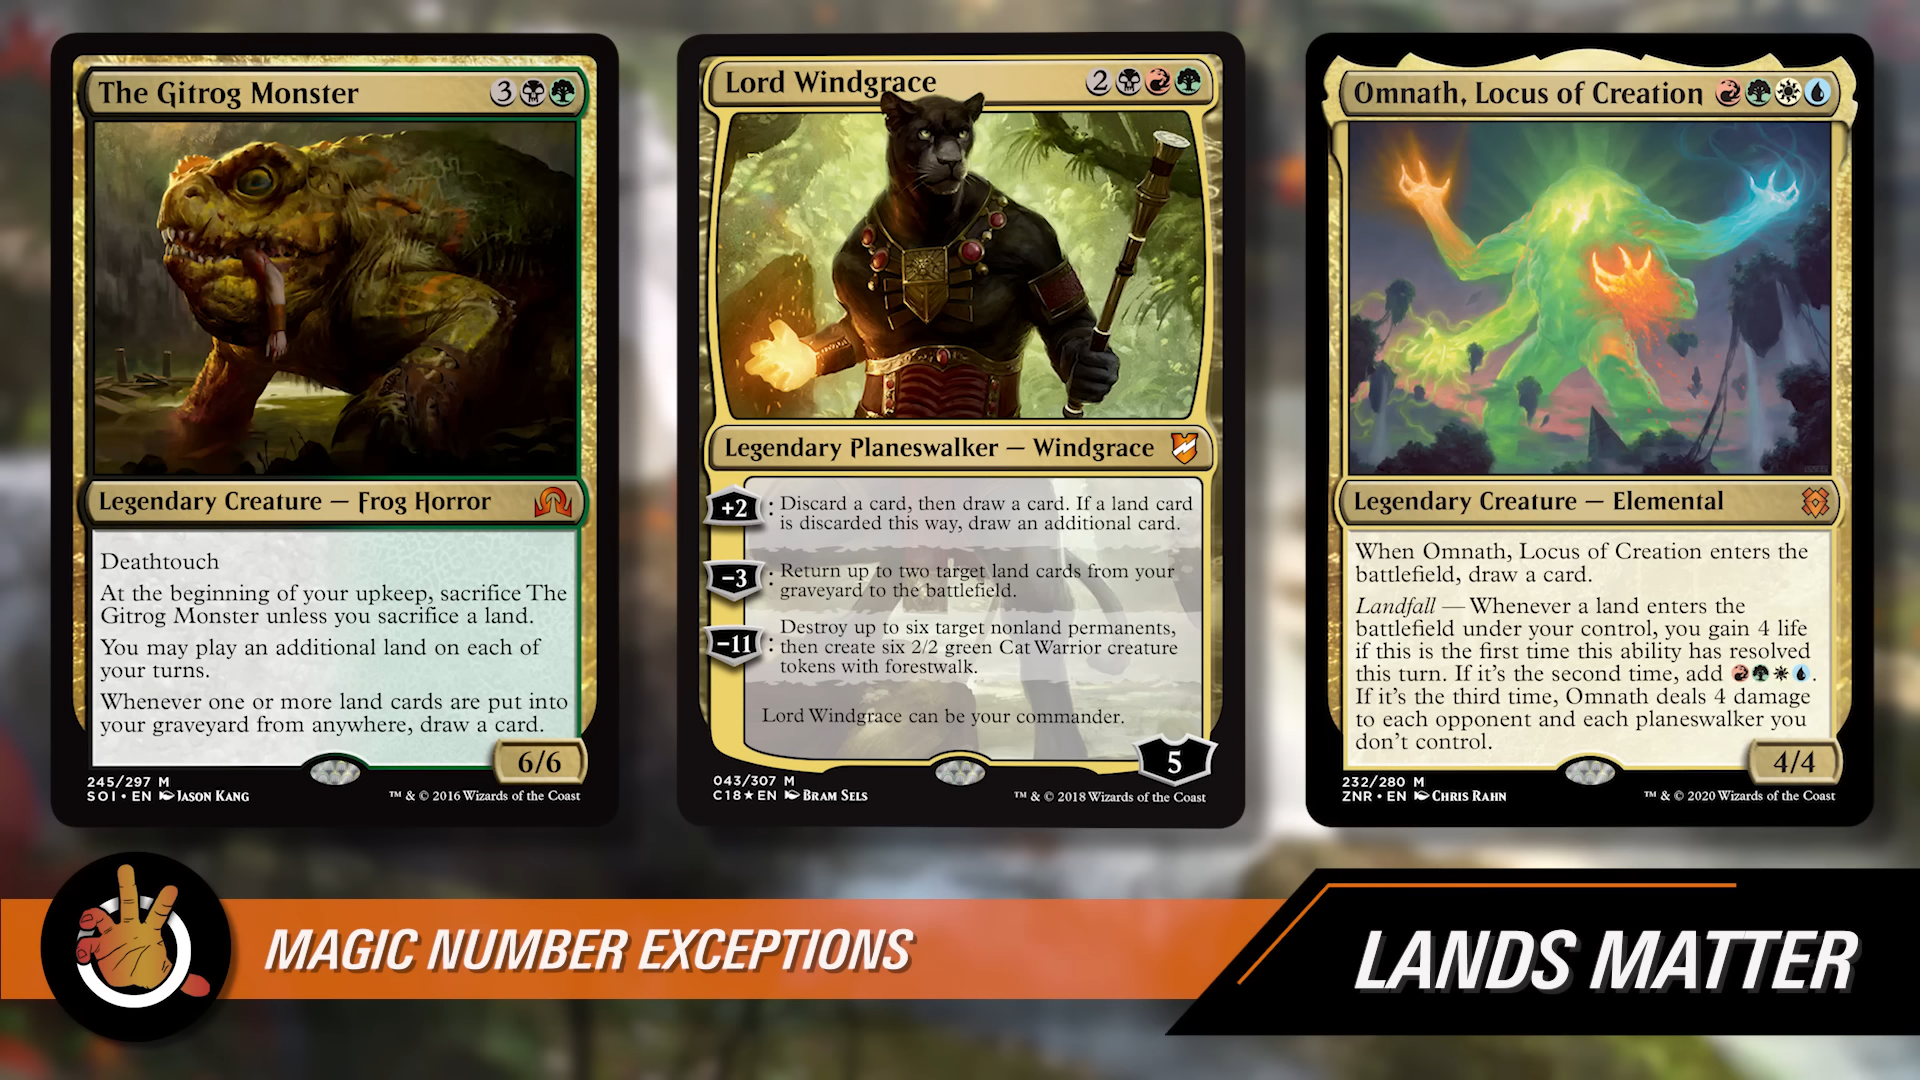 The Gitrog Monster 3
Legendary Creature — Frog Horror
Deathtouch
At the beginning of your upkeep, sacrifice The
Gitrog Monster unless you sacrifice a land.
You may play an additional land on each of
your turns.
Whenever one or more land cards are put into
your graveyard from anywhere, draw a card.
6/6
245/297 M
SOI • EN Jason Kang
™ & © 2016 Wizards of the Coast
Lord Windgrace 2
Legendary Planeswalker — Windgrace
+2 : Discard a card, then draw a card. If a land card
is discarded this way, draw an additional card.
−3 : Return up to two target land cards from your
graveyard to the battlefield.
−11 : Destroy up to six target nonland permanents,
then create six 2/2 green Cat Warrior creature
tokens with forestwalk.
Lord Windgrace can be your commander.
5
043/307 M
C18★EN Bram Sels
™ & © 2018 Wizards of the Coast
Omnath, Locus of Creation
Legendary Creature — Elemental
When Omnath, Locus of Creation enters the
battlefield, draw a card.
Landfall — Whenever a land enters the
battlefield under your control, you gain 4 life
if this is the first time this ability has resolved
this turn. If it's the second time, add .
If it's the third time, Omnath deals 4 damage
to each opponent and each planeswalker you
don't control.
4/4
232/280 M
ZNR • EN Chris Rahn
™ & © 2020 Wizards of the Coast
MAGIC NUMBER EXCEPTIONS
LANDS MATTER